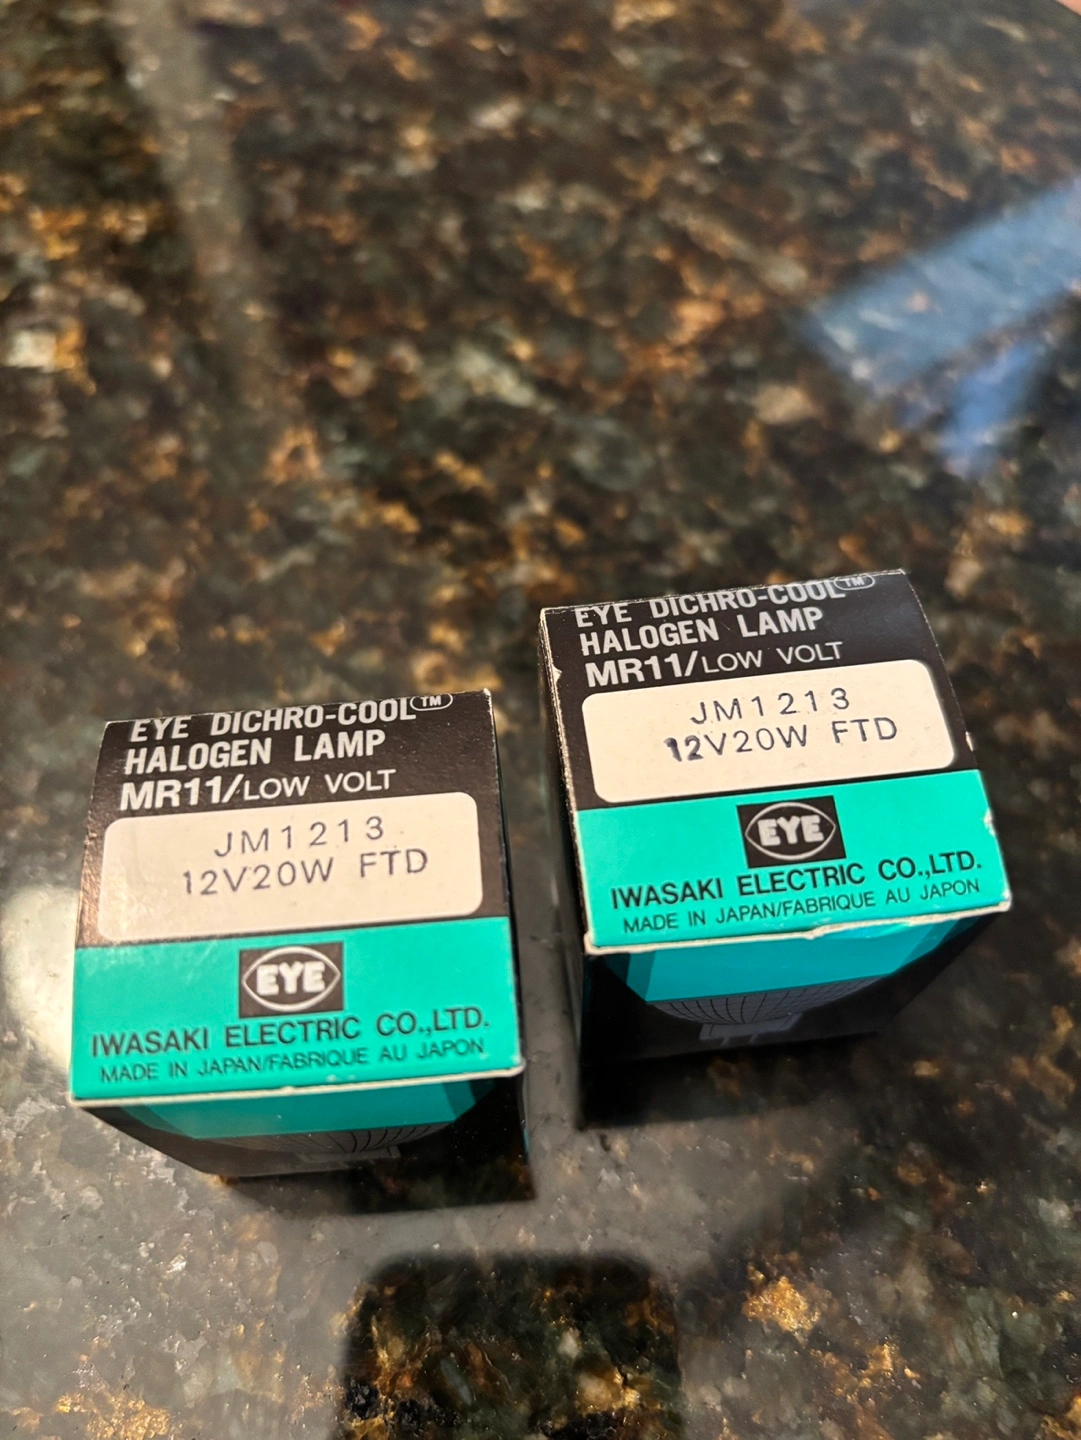 EYE DICHRO-COOL™
HALOGEN LAMP
MR11/LOW VOLT
JM1213
12V20W FTD
EYE
IWASAKI ELECTRIC CO.,LTD.
MADE IN JAPAN/FABRIQUE AU JAPON
EYE DICHRO-COOL™
HALOGEN LAMP
MR11/LOW VOLT
JM1213
12V20W FTD
EYE
IWASAKI ELECTRIC CO.,LTD.
MADE IN JAPAN/FABRIQUE AU JAPON